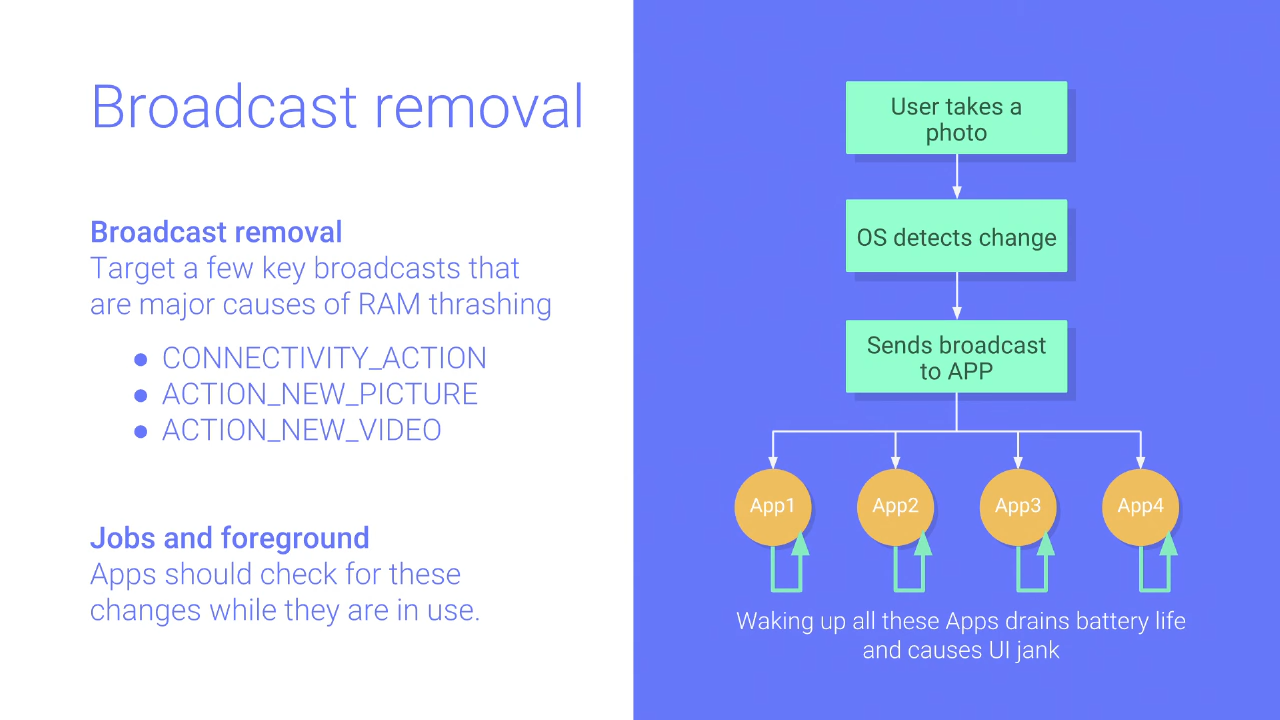 Broadcast removal
Broadcast removal
Target a few key broadcasts that
are major causes of RAM thrashing
● CONNECTIVITY_ACTION
● ACTION_NEW_PICTURE
● ACTION_NEW_VIDEO
Jobs and foreground
Apps should check for these
changes while they are in use.
User takes a
photo
OS detects change
Sends broadcast
to APP
App1
App2
App3
App4
Waking up all these Apps drains battery life
and causes UI jank